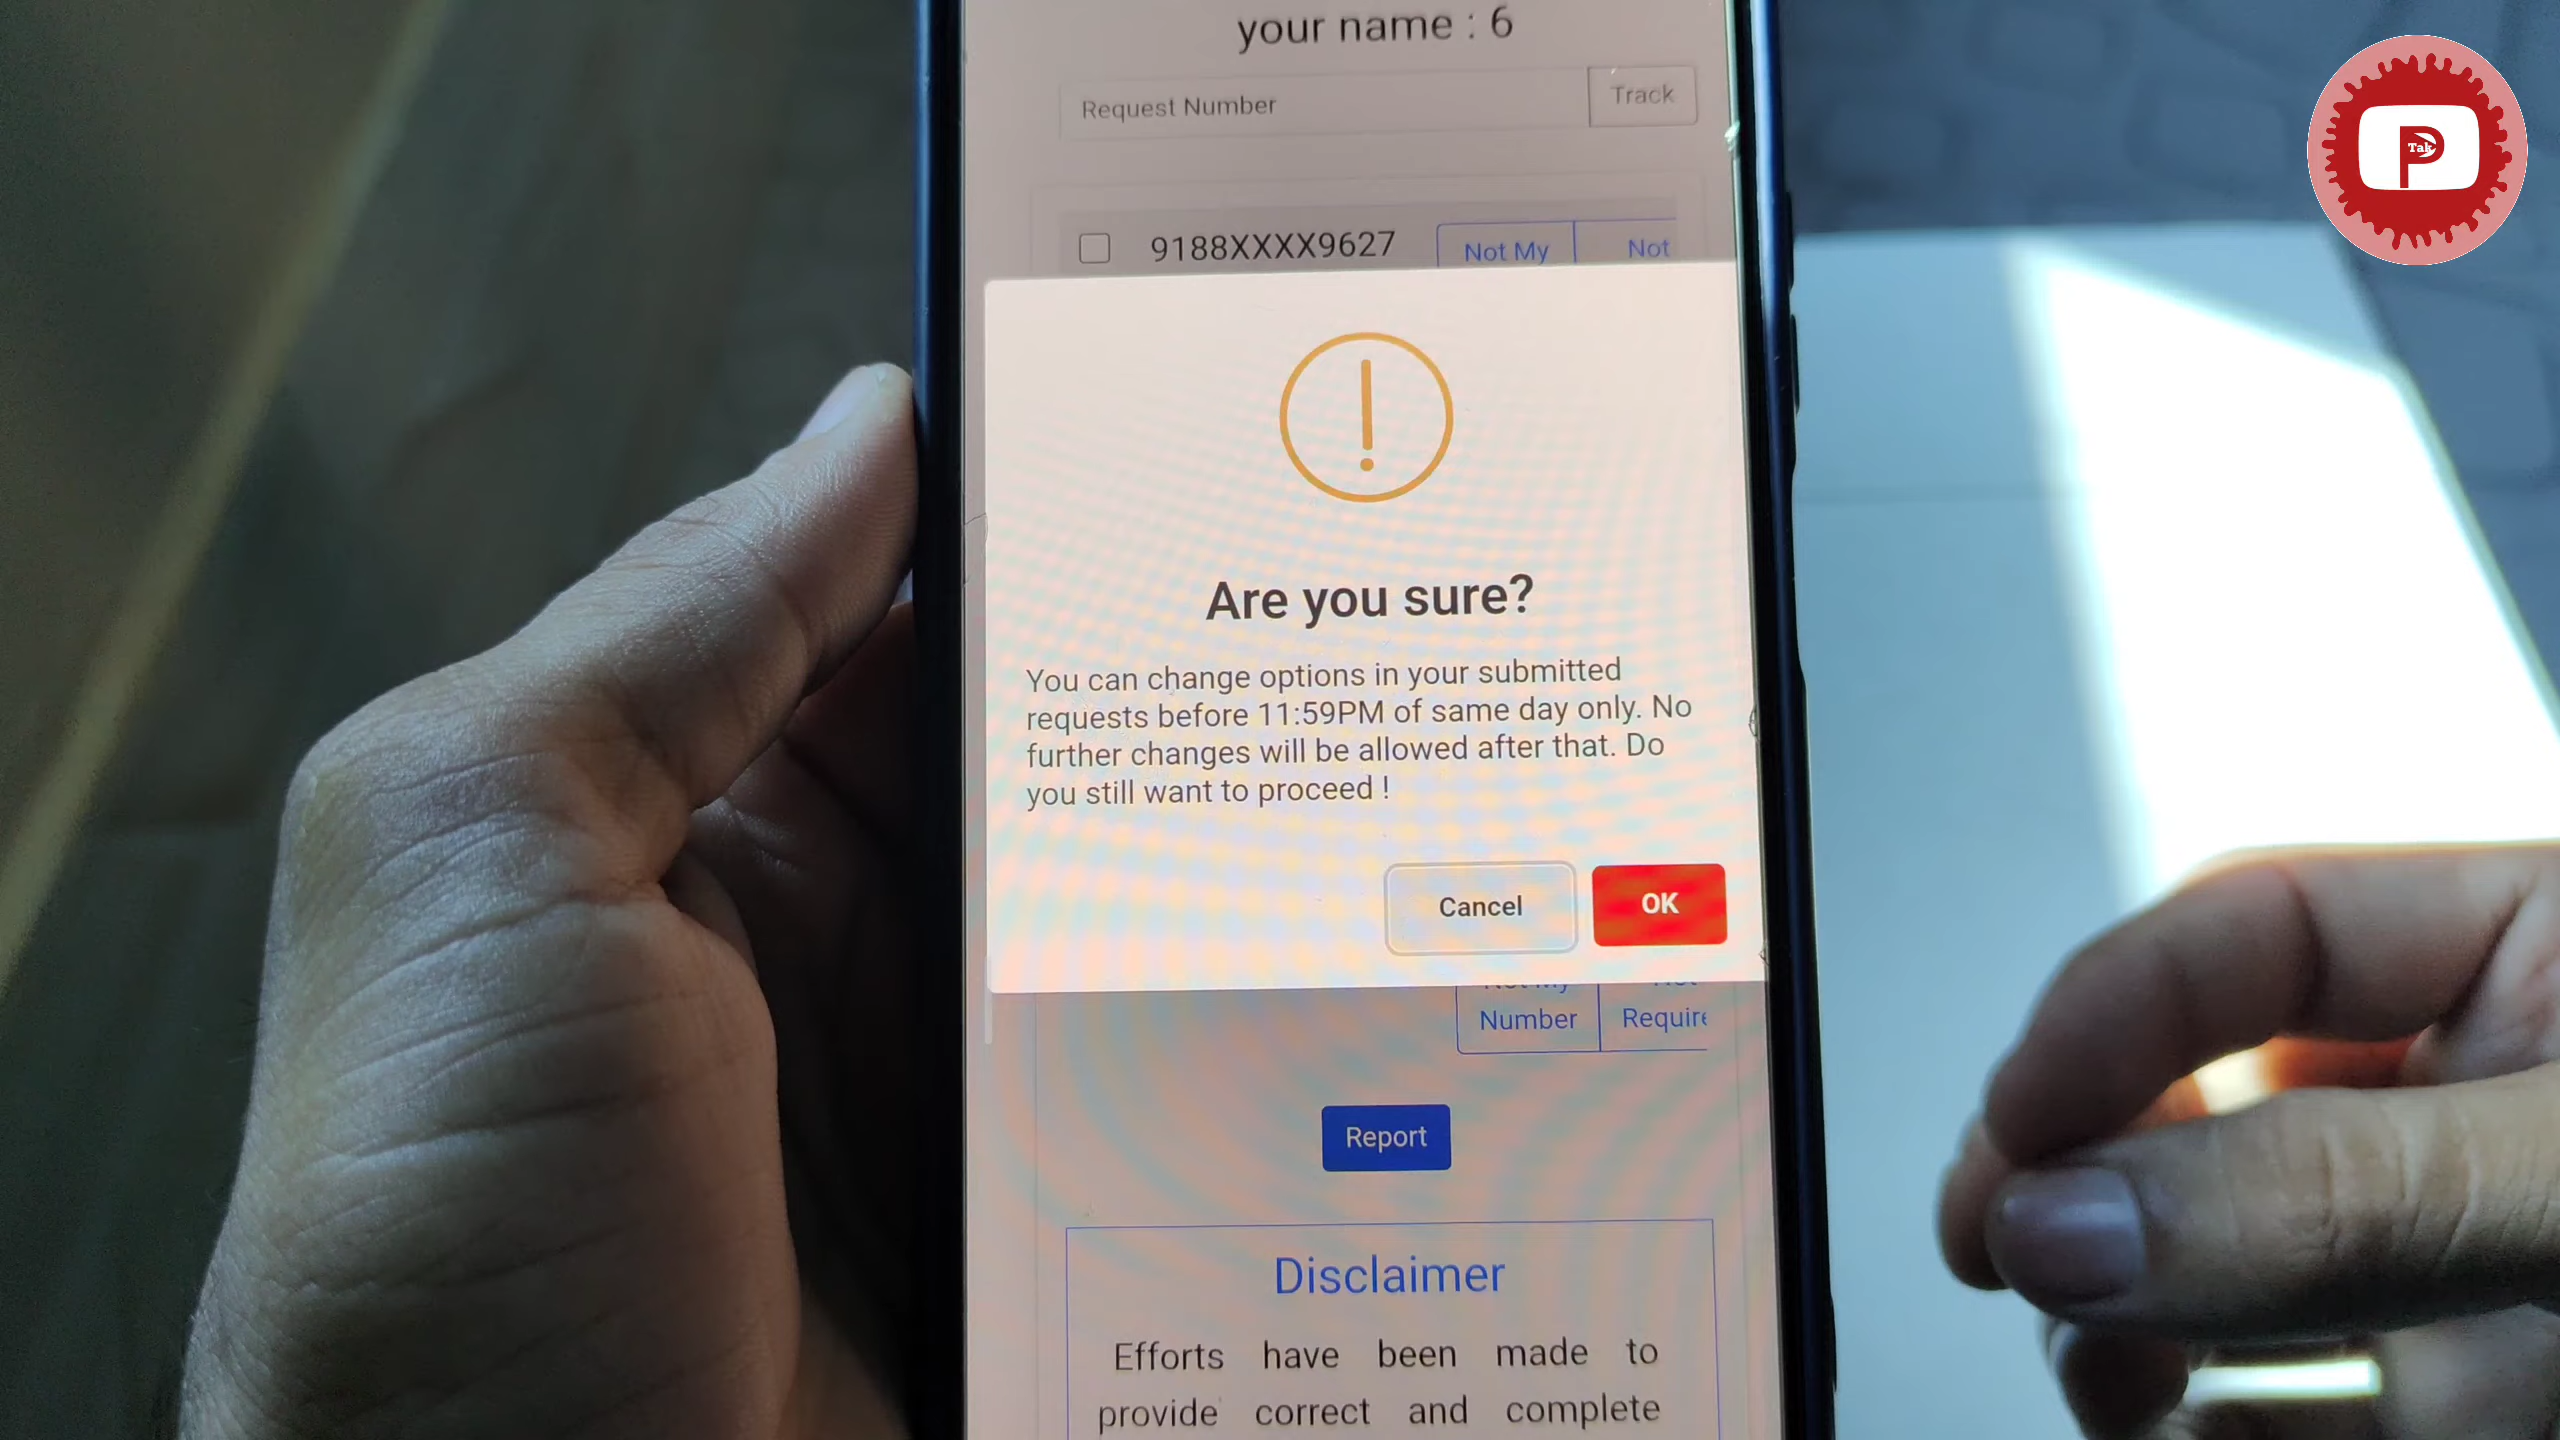 your name : 6
Request Number
Track
Tak
9188XXXX9627
Not My
Not
Are you sure?
You can change options in your submitted
requests before 11:59PM of same day only. No
further changes will be allowed after that. Do
you still want to proceed !
Cancel
OK
Number
Require
Report
Disclaimer
Efforts have been made to
provide correct and complete